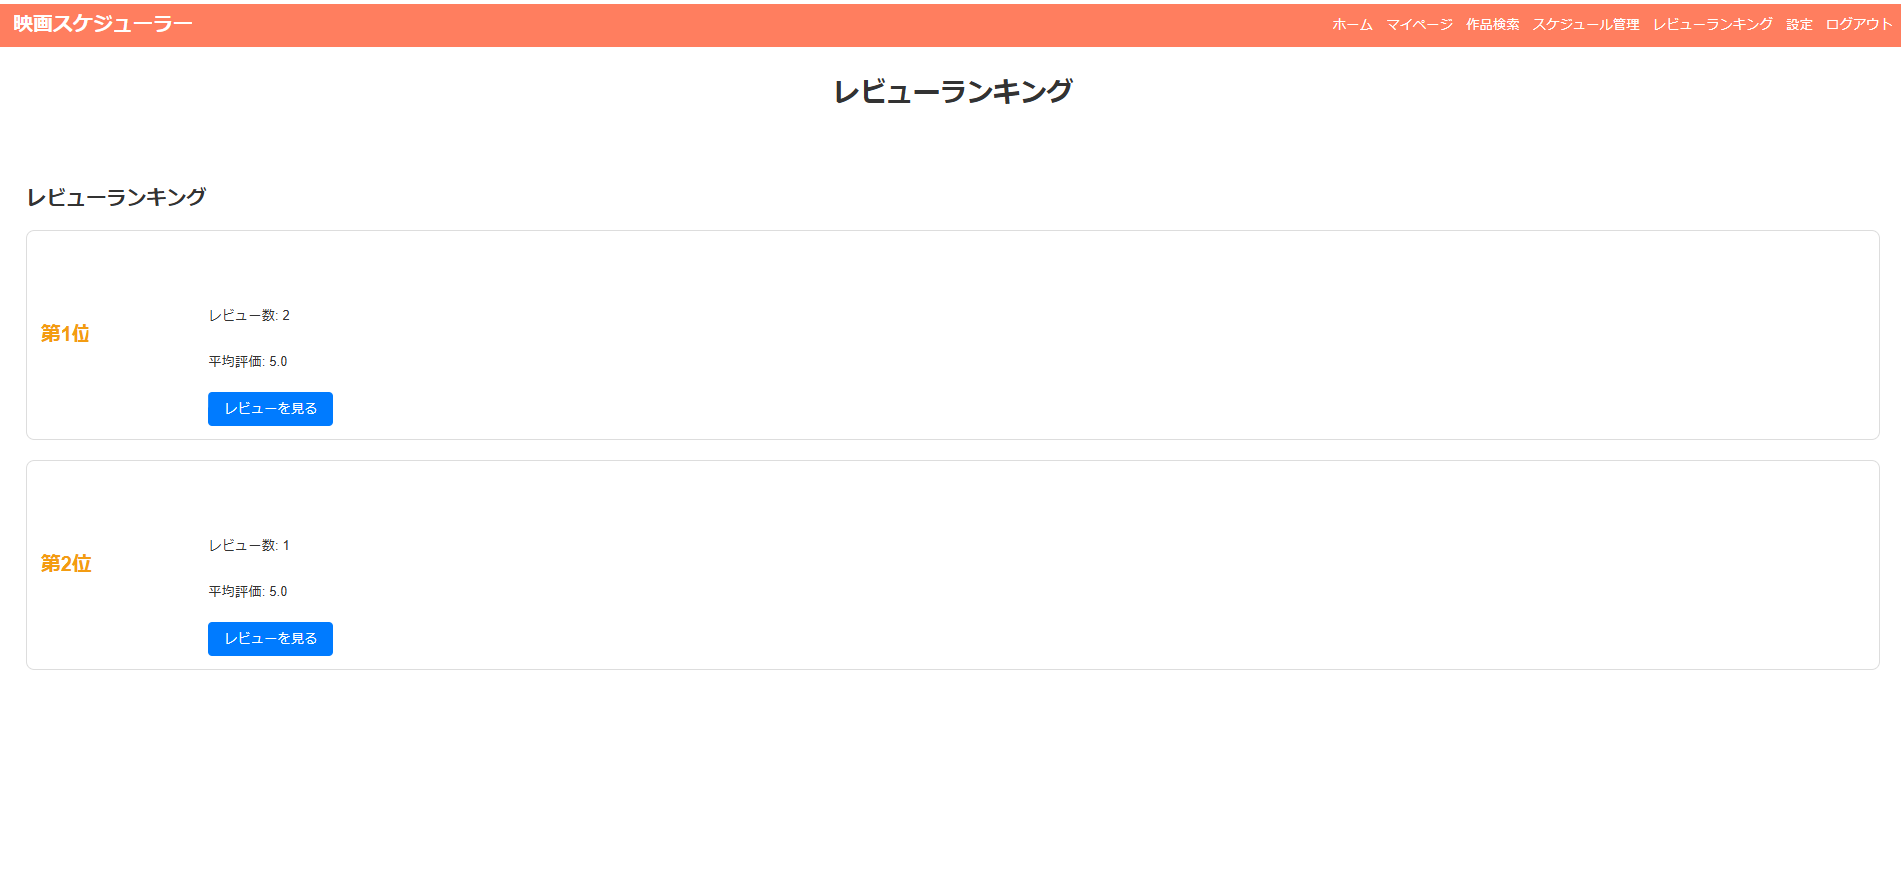 映画スケジューラー
ホーム マイページ 作品検索 スケジュール管理 レビューランキング 設定 ログアウト
レビューランキング
レビューランキング
第1位
レビュー数: 2
平均評価: 5.0
レビューを見る
第2位
レビュー数: 1
平均評価: 5.0
レビューを見る